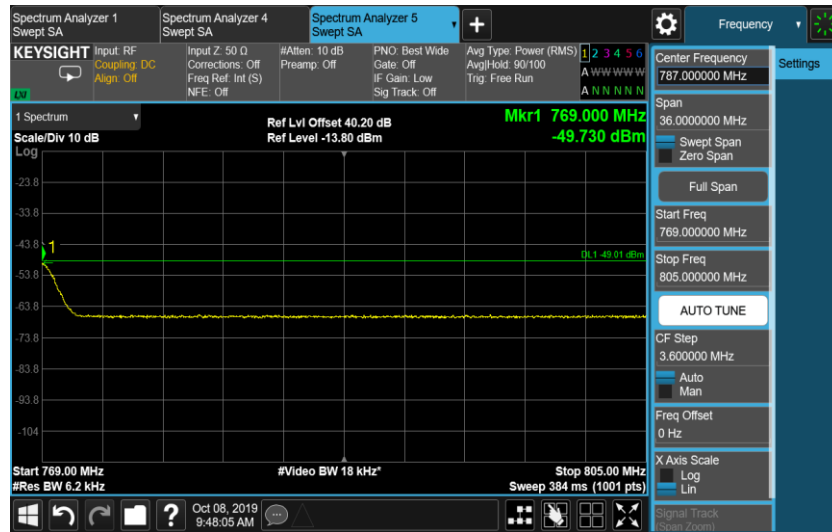 Spectrum Analyzer 1
Swept SA
Spectrum Analyzer 4
Swept SA
Spectrum Analyzer 5
Swept SA
Frequency
KEYSIGHT
Input: RF
Coupling: DC
Align: Off
Input Z: 50 Ω
Corrections: Off
Freq Ref: Int (S)
NFE: Off
#Atten: 10 dB
Preamp: Off
PNO: Best Wide
Gate: Off
IF Gain: Low
Sig Track: Off
Avg Type: Power (RMS)
Avg|Hold: 90/100
Trig: Free Run
1 2 3 4 5 6
A W W W W W
A N N N N N
LXI
1 Spectrum
Scale/Div 10 dB
Ref Lvl Offset 40.20 dB
Ref Level -13.80 dBm
Mkr1 769.000 MHz
-49.730 dBm
Log
-23.8
-33.8
-43.8
-53.8
-63.8
-73.8
-83.8
-93.8
-104
1
DL1 -49.01 dBm
Start 769.00 MHz
#Res BW 6.2 kHz
#Video BW 18 kHz*
Stop 805.00 MHz
Sweep 384 ms (1001 pts)
Center Frequency
787.000000 MHz
Settings
Span
36.0000000 MHz
Swept Span
Zero Span
Full Span
Start Freq
769.000000 MHz
Stop Freq
805.000000 MHz
AUTO TUNE
CF Step
3.600000 MHz
Auto
Man
Freq Offset
0 Hz
X Axis Scale
Log
Lin
Signal Track
(Span Zoom)
?
Oct 08, 2019
9:48:05 AM